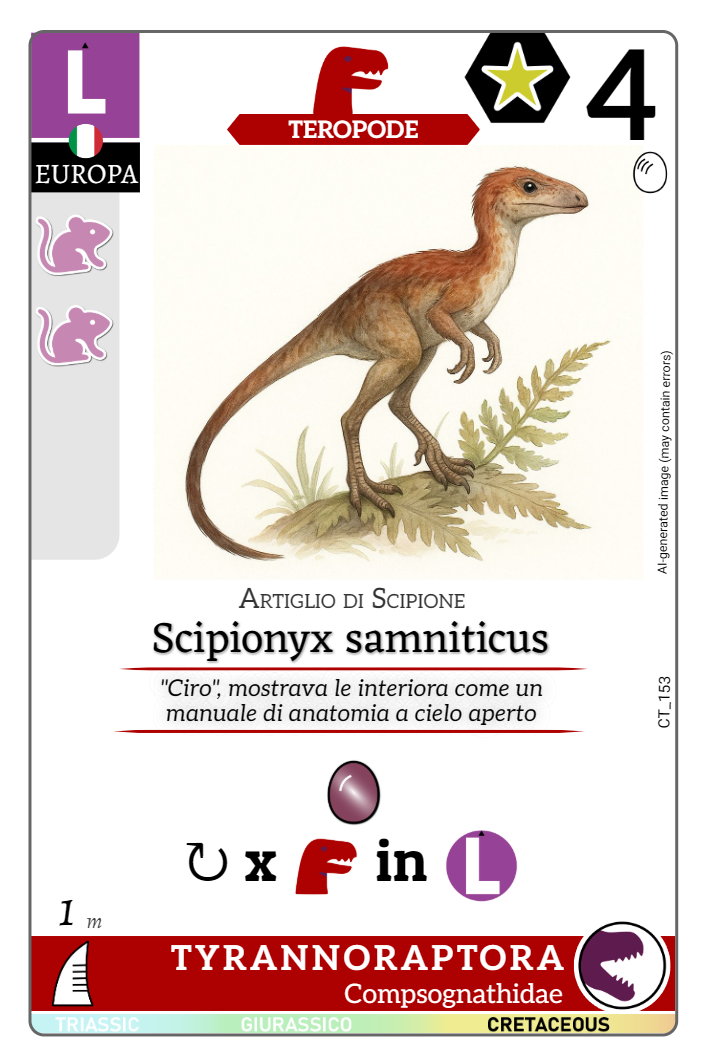 L
TEROPODE
4
EUROPA
AI-generated image (may contain errors)
ARTIGLIO DI SCIPIONE
Scipionyx samniticus
"Ciro", mostrava le interiora come un
manuale di anatomia a cielo aperto
CT_153
↻ x in L
1 m
TYRANNORAPTORA
Compsognathidae
TRIASSIC GIURASSICO CRETACEOUS